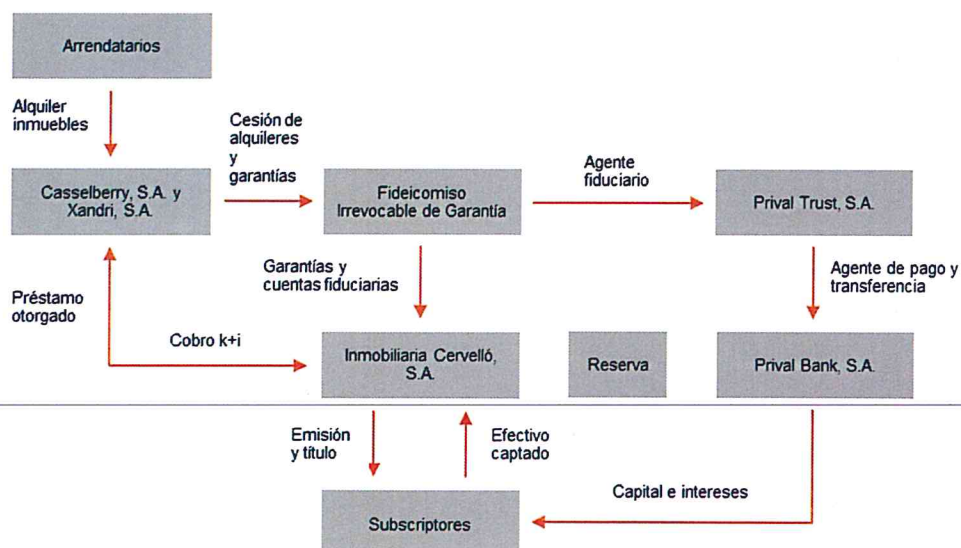 Arrendatarios
Alquiler
inmuebles
Cesión de
alquileres
y
garantías
Casselberry, S.A. y
Xandri, S.A.
Fideicomiso
Irrevocable de Garantía
Agente
fiduciario
Prival Trust, S.A.
Garantías y
cuentas fiduciarias
Agente de pago y
transferencia
Préstamo
otorgado
Cobro k+i
Inmobiliaria Cervelló,
S.A.
Reserva
Prival Bank, S.A.
Emisión
y título
Efectivo
captado
Capital e intereses
Subscriptores